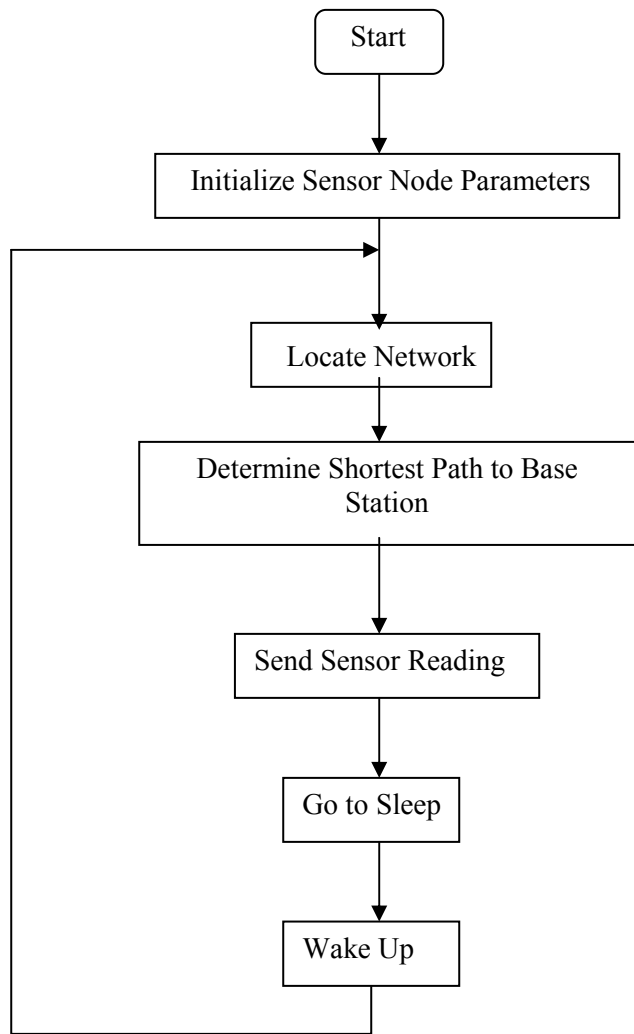 Start
Initialize Sensor Node Parameters
Locate Network
Determine Shortest Path to Base
Station
Send Sensor Reading
Go to Sleep
Wake Up